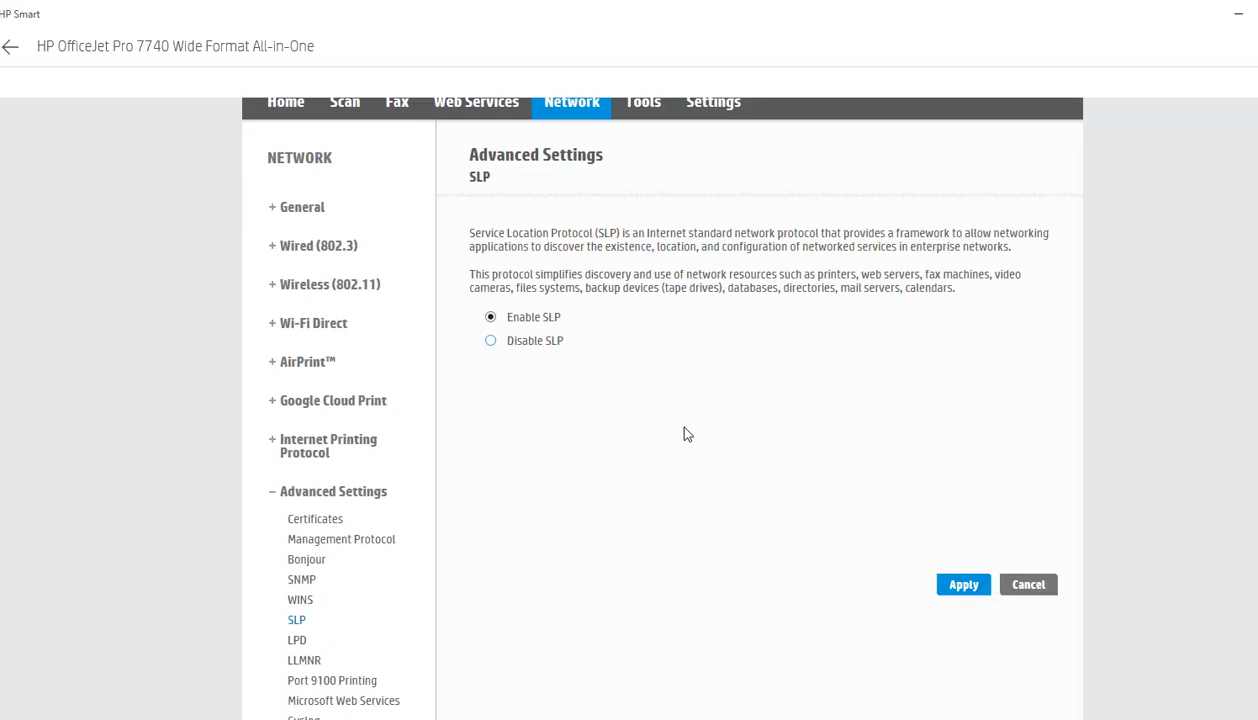 HP Smart
HP OfficeJet Pro 7740 Wide Format All-in-One
Home Scan Fax Web Services Network Tools Settings
NETWORK
+ General
+ Wired (802.3)
+ Wireless (802.11)
+ Wi-Fi Direct
+ AirPrint™
+ Google Cloud Print
+ Internet Printing
Protocol
– Advanced Settings
Certificates
Management Protocol
Bonjour
SNMP
WINS
SLP
LPD
LLMNR
Port 9100 Printing
Microsoft Web Services
Syslog
Advanced Settings
SLP
Service Location Protocol (SLP) is an Internet standard network protocol that provides a framework to allow networking
applications to discover the existence, location, and configuration of networked services in enterprise networks.
This protocol simplifies discovery and use of network resources such as printers, web servers, fax machines, video
cameras, files systems, backup devices (tape drives), databases, directories, mail servers, calendars.
Enable SLP
Disable SLP
Apply Cancel